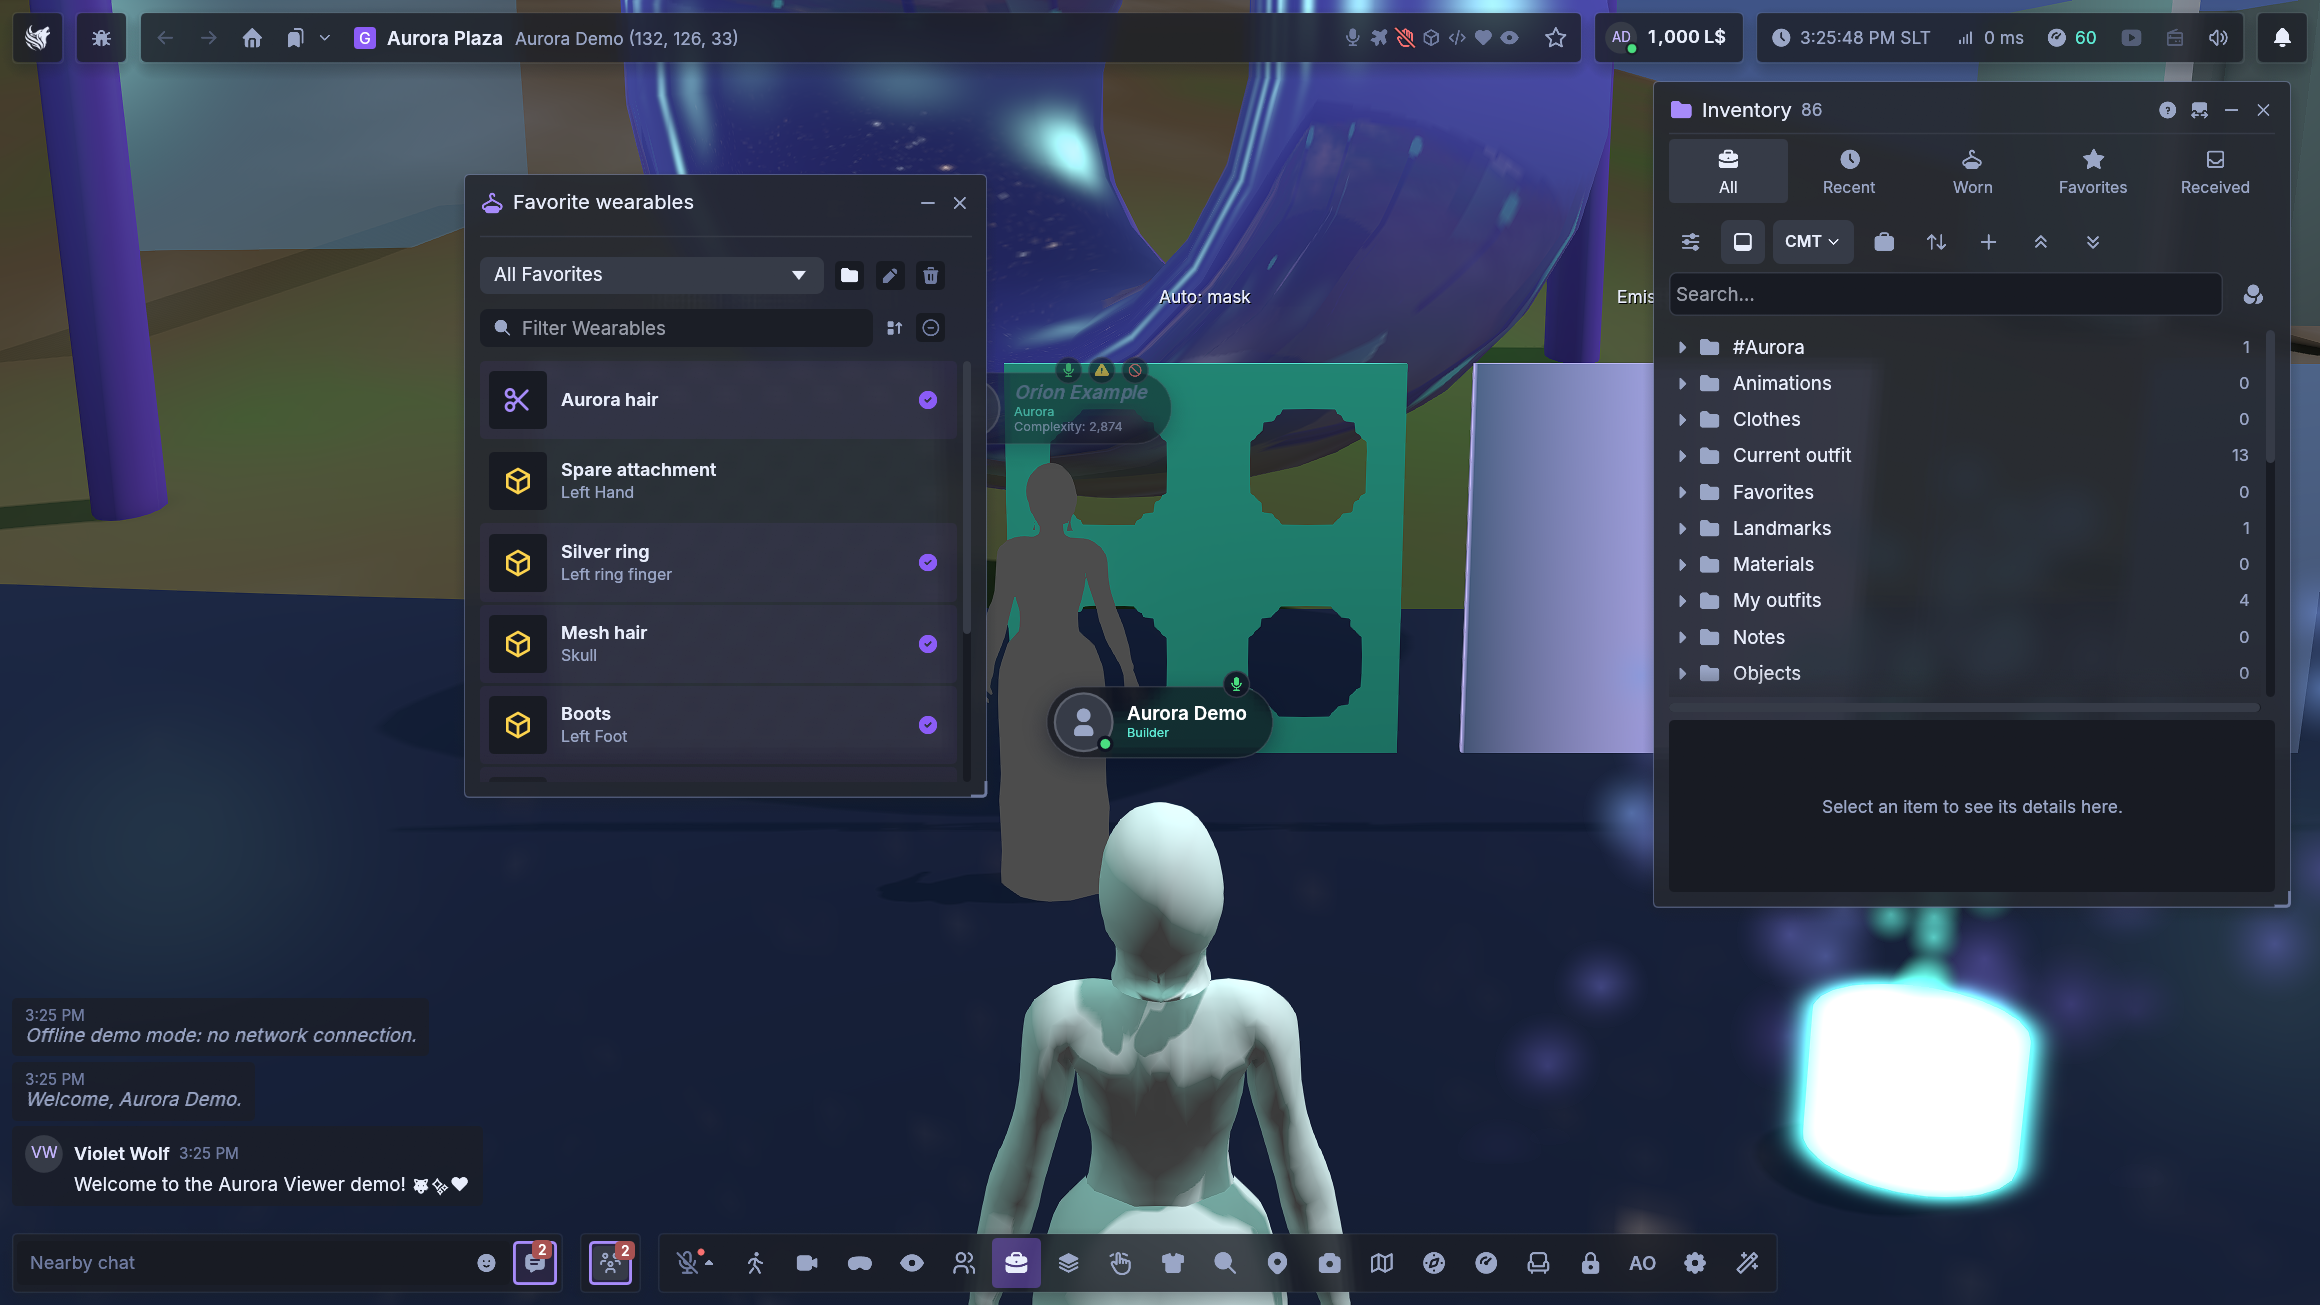 G Aurora Plaza Aurora Demo (132, 126, 33)
AD 1,000 L$
3:25:48 PM SLT 0 ms 60
Inventory 86
All Recent Worn Favorites Received
CMT
Search...
#Aurora 1
Animations 0
Clothes 0
Current outfit 13
Favorites 0
Landmarks 1
Materials 0
My outfits 4
Notes 0
Objects 0
Select an item to see its details here.
Favorite wearables
All Favorites
Filter Wearables
Aurora hair
Spare attachment
Left Hand
Silver ring
Left ring finger
Mesh hair
Skull
Boots
Left Foot
Auto: mask
Emis
Orion Example
Aurora
Complexity: 2,874
Aurora Demo
Builder
3:25 PM
Offline demo mode: no network connection.
3:25 PM
Welcome, Aurora Demo.
VW Violet Wolf 3:25 PM
Welcome to the Aurora Viewer demo!
Nearby chat
2
2
AO